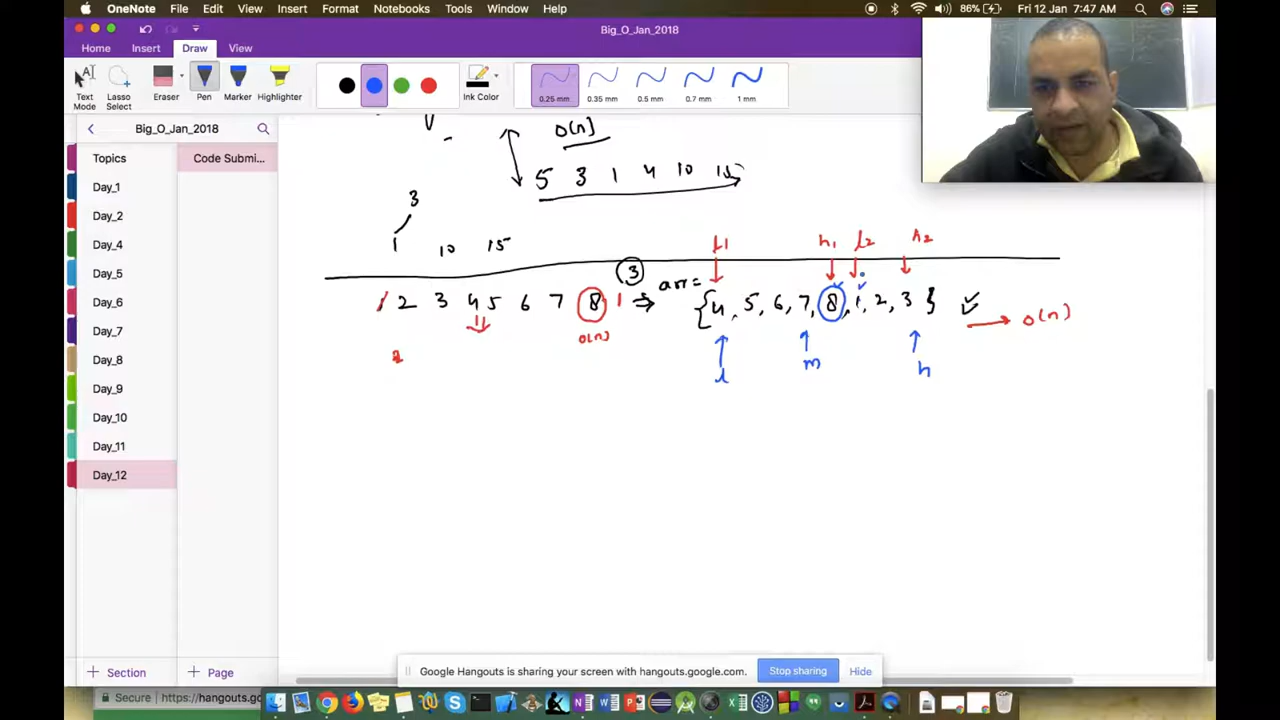 OneNote File Edit View Insert Format Notebooks Tools Window Help 86% Fri 12 Jan 7:47 AM
Big_O_Jan_2018
Home Insert Draw View
Text Mode
Lasso Select
Eraser
Pen
Marker
Highlighter
Ink Color
0.25 mm
0.35 mm
0.5 mm
0.7 mm
1 mm
Big_O_Jan_2018
Topics
Day_1
Day_2
Day_4
Day_5
Day_6
Day_7
Day_8
Day_9
Day_10
Day_11
Day_12
Code Submi...
O(n)
5 3 1 4 10 15
3
1 10 15
l1 h1 l2 h2
3
1 2 3 4 5 6 7 8 1 ⇒ arr = {4, 5, 6, 7, 8, 1, 2, 3}
O(n)
O(n)
2
l m h
+ Section + Page
Google Hangouts is sharing your screen with hangouts.google.com. Stop sharing Hide
Secure https://hangouts.go